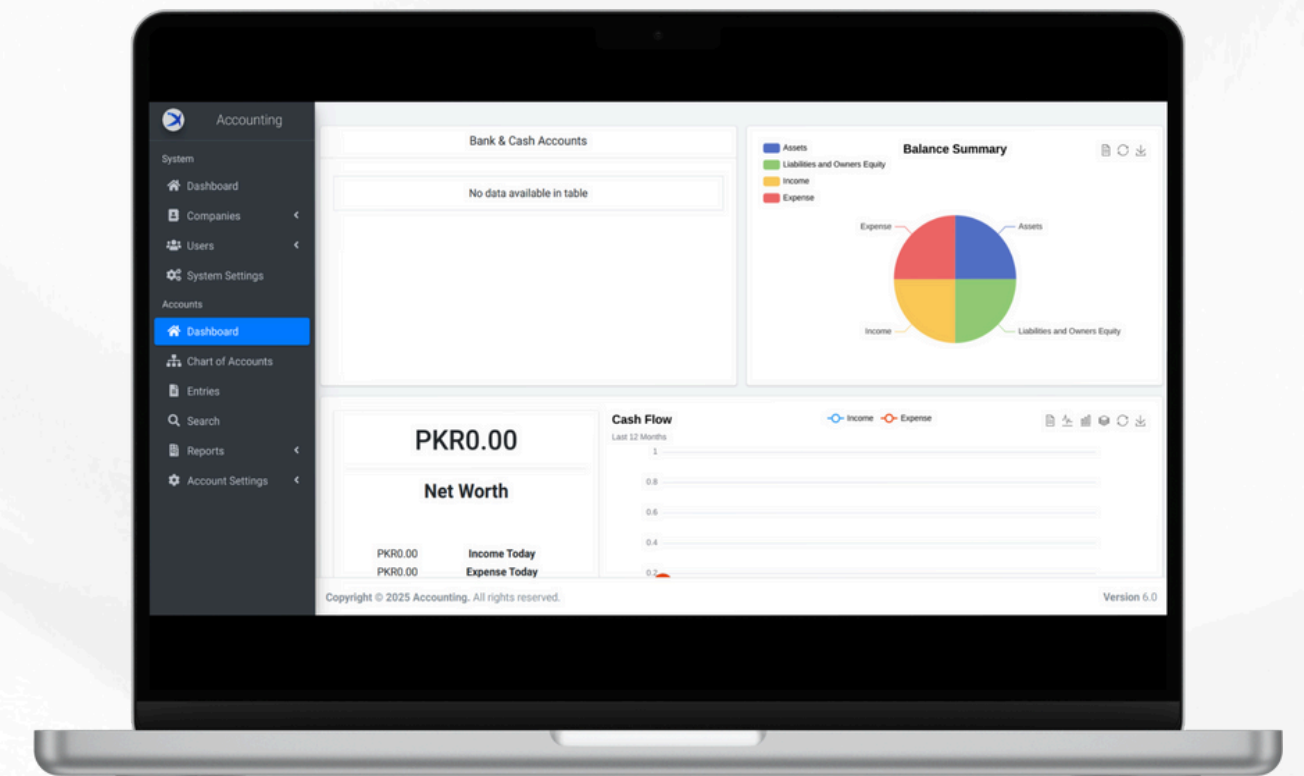 Accounting
System
Dashboard
Companies
Users
System Settings
Accounts
Dashboard
Chart of Accounts
Entries
Search
Reports
Account Settings
Bank & Cash Accounts
No data available in table
Balance Summary
Assets
Liabilities and Owners Equity
Income
Expense
Expense
Assets
Income
Liabilities and Owners Equity
PKR0.00
Net Worth
PKR0.00 Income Today
PKR0.00 Expense Today
Cash Flow
Last 12 Months
Income Expense
1
0.8
0.6
0.4
0.2
Copyright © 2025 Accounting. All rights reserved.
Version 6.0